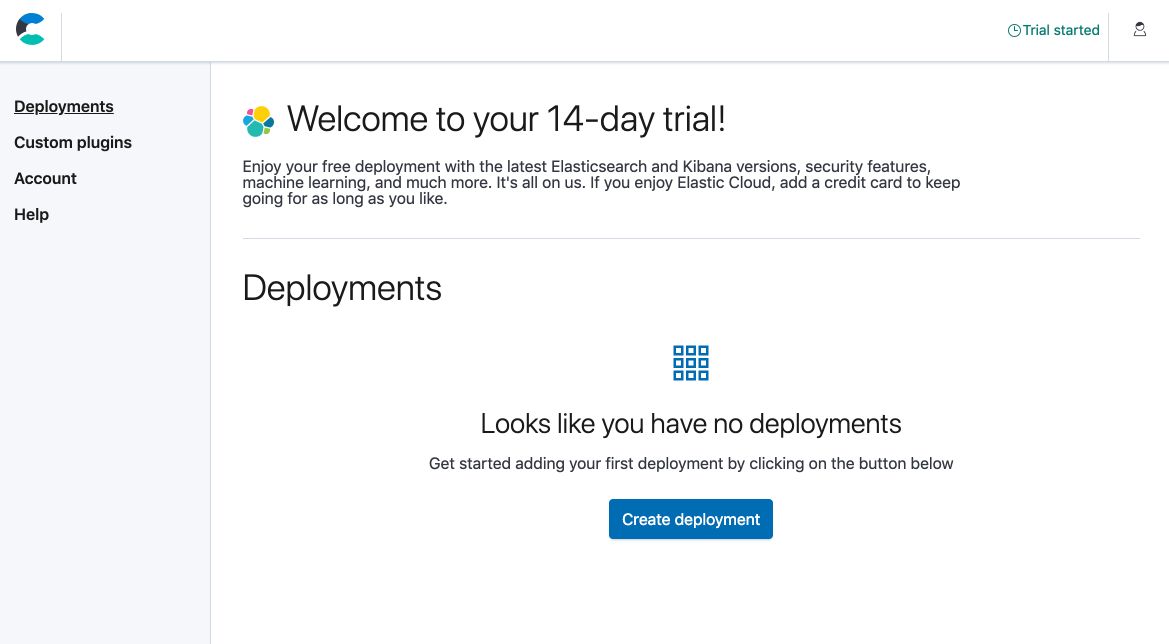 Trial started
Deployments
Custom plugins
Account
Help
Welcome to your 14-day trial!
Enjoy your free deployment with the latest Elasticsearch and Kibana versions, security features,
machine learning, and much more. It's all on us. If you enjoy Elastic Cloud, add a credit card to keep
going for as long as you like.
Deployments
Looks like you have no deployments
Get started adding your first deployment by clicking on the button below
Create deployment